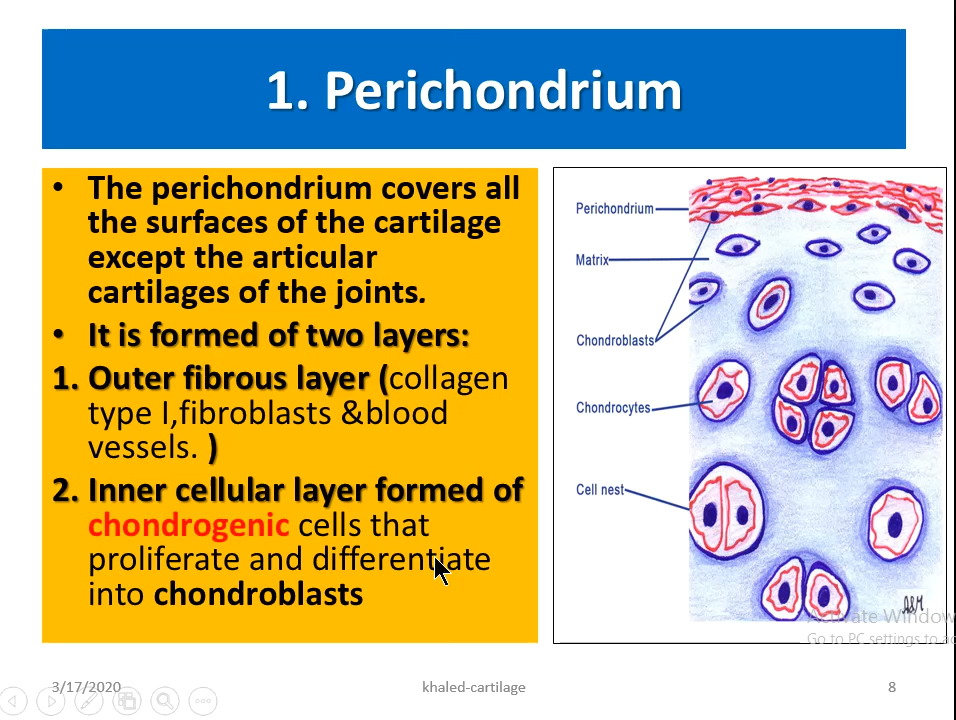 1. Perichondrium
• The perichondrium covers all
the surfaces of the cartilage
except the articular
cartilages of the joints.
• It is formed of two layers:
1. Outer fibrous layer (collagen
type I,fibroblasts &blood
vessels. )
2. Inner cellular layer formed of
chondrogenic cells that
proliferate and differentiate
into chondroblasts
Perichondrium
Matrix
Chondroblasts
Chondrocytes
Cell nest
Activate Window
Go to PC settings to ac
3/17/2020
khaled-cartilage
8